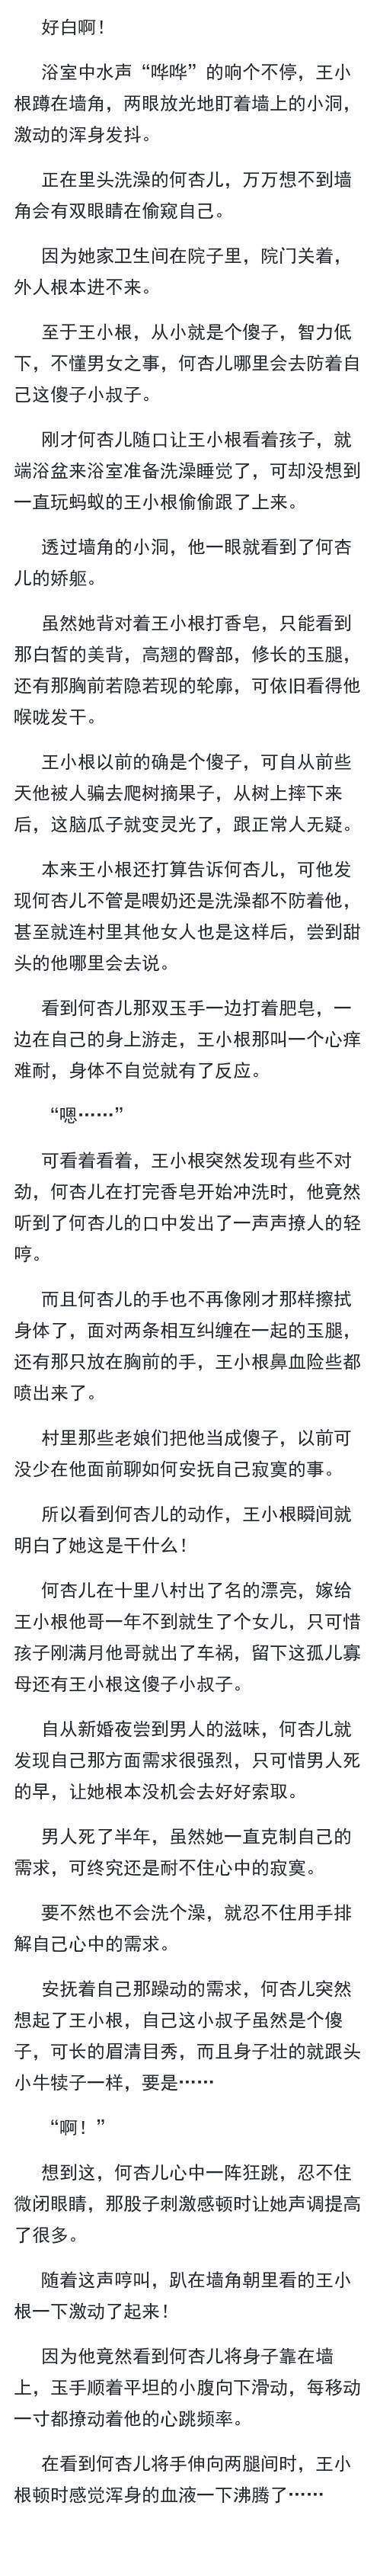 好白啊！
浴室中水声“哗哗”的响个不停，王小
根蹲在墙角，两眼放光地盯着墙上的小洞，
激动的浑身发抖。
正在里头洗澡的何杏儿，万万想不到墙
角会有双眼睛在偷窥自己。
因为她家卫生间在院子里，院门关着，
外人根本进不来。
至于王小根，从小就是个傻子，智力低
下，不懂男女之事，何杏儿哪里会去防着自
己这傻子小叔子。
刚才何杏儿随口让王小根看着孩子，就
端浴盆来浴室准备洗澡睡觉了，可却没想到
一直玩蚂蚁的王小根偷偷跟了上来。
透过墙角的小洞，他一眼就看到了何杏
儿的娇躯。
虽然她背对着王小根打香皂，只能看到
那白皙的美背，高翘的臀部，修长的玉腿，
还有那胸前若隐若现的轮廓，可依旧看得他
喉咙发干。
王小根以前的确是个傻子，可自从前些
天他被人骗去爬树摘果子，从树上摔下来
后，这脑瓜子就变灵光了，跟正常人无疑。
本来王小根还打算告诉何杏儿，可他发
现何杏儿不管是喂奶还是洗澡都不防着他，
甚至就连村里其他女人也是这样后，尝到甜
头的他哪里会去说。
看到何杏儿那双玉手一边打着肥皂，一
边在自己的身上游走，王小根那叫一个心痒
难耐，身体不自觉就有了反应。
“嗯……”
可看着看着，王小根突然发现有些不对
劲，何杏儿在打完香皂开始冲洗时，他竟然
听到了何杏儿的口中发出了一声声撩人的轻
哼。
而且何杏儿的手也不再像刚才那样擦拭
身体了，面对两条相互纠缠在一起的玉腿，
还有那只放在胸前的手，王小根鼻血险些都
喷出来了。
村里那些老娘们把他当成傻子，以前可
没少在他面前聊如何安抚自己寂寞的事。
所以看到何杏儿的动作，王小根瞬间就
明白了她这是干什么！
何杏儿在十里八村出了名的漂亮，嫁给
王小根他哥一年不到就生了个女儿，只可惜
孩子刚满月他哥就出了车祸，留下这孤儿寡
母还有王小根这傻子小叔子。
自从新婚夜尝到男人的滋味，何杏儿就
发现自己那方面需求很强烈，只可惜男人死
的早，让她根本没机会去好好索取。
男人死了半年，虽然她一直克制自己的
需求，可终究还是耐不住心中的寂寞。
要不然也不会洗个澡，就忍不住用手排
解自己心中的需求。
安抚着自己那躁动的需求，何杏儿突然
想起了王小根，自己这小叔子虽然是个傻
子，可长的眉清目秀，而且身子壮的就跟头
小牛犊子一样，要是……
“啊！”
想到这，何杏儿心中一阵狂跳，忍不住
微闭眼睛，那股子刺激感顿时让她声调提高
了很多。
随着这声哼叫，趴在墙角朝里看的王小
根一下激动了起来！
因为他竟然看到何杏儿将身子靠在墙
上，玉手顺着平坦的小腹向下滑动，每移动
一寸都撩动着他的心跳频率。
在看到何杏儿将手伸向两腿间时，王小
根顿时感觉浑身的血液一下沸腾了……